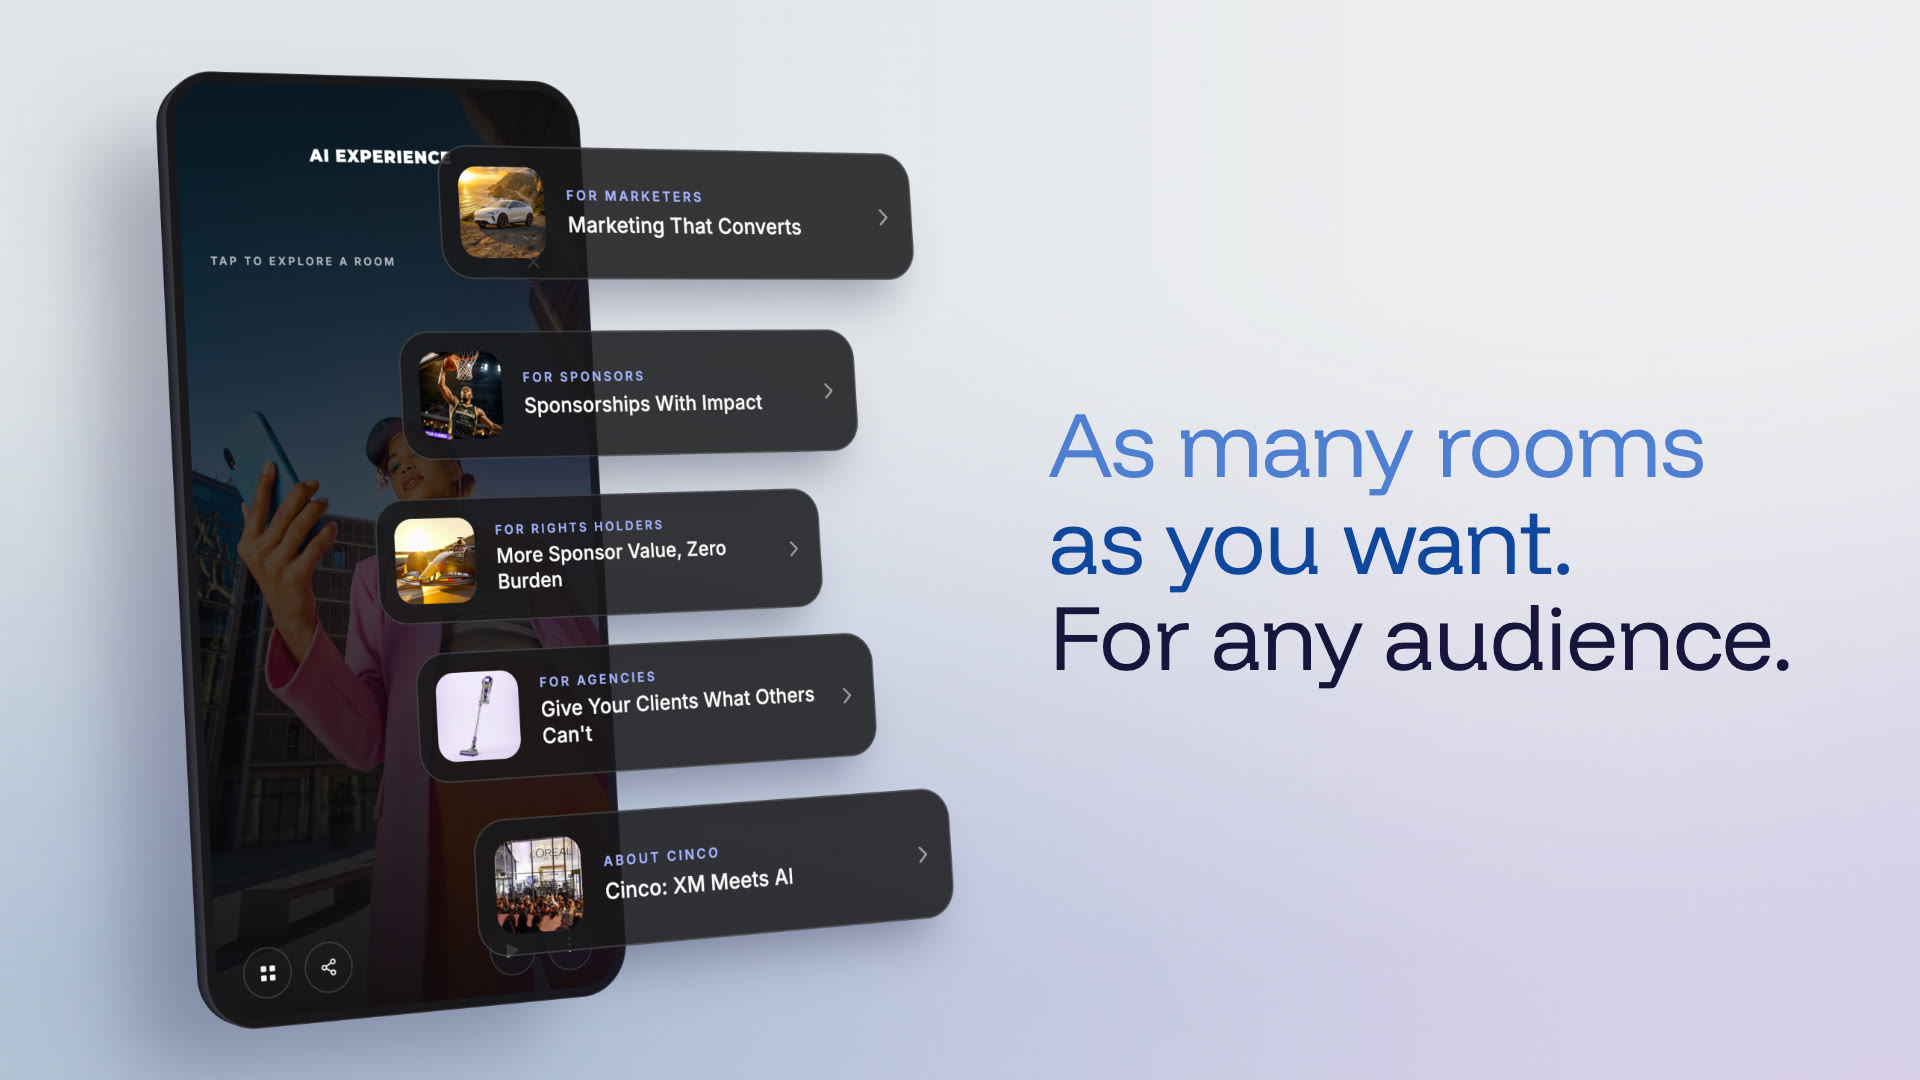 AI EXPERIENCE
TAP TO EXPLORE A ROOM
FOR MARKETERS
Marketing That Converts
FOR SPONSORS
Sponsorships With Impact
FOR RIGHTS HOLDERS
More Sponsor Value, Zero
Burden
FOR AGENCIES
Give Your Clients What Others
Can't
LOREAL
ABOUT CINCO
Cinco: XM Meets AI
As many rooms
as you want.
For any audience.